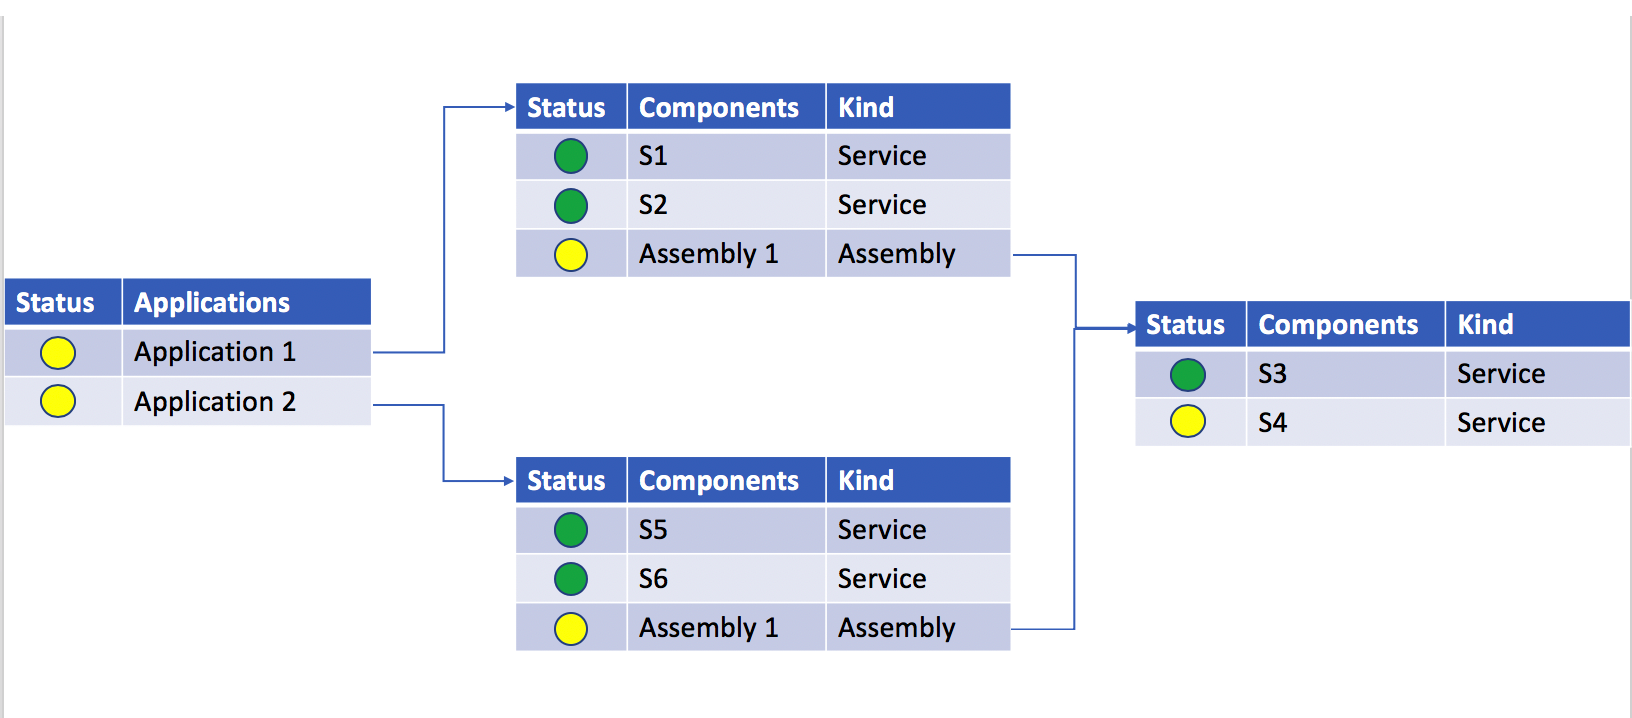 Status Applications
Application 1
Application 2
Status Components Kind
S1 Service
S2 Service
Assembly 1 Assembly
Status Components Kind
S5 Service
S6 Service
Assembly 1 Assembly
Status Components Kind
S3 Service
S4 Service